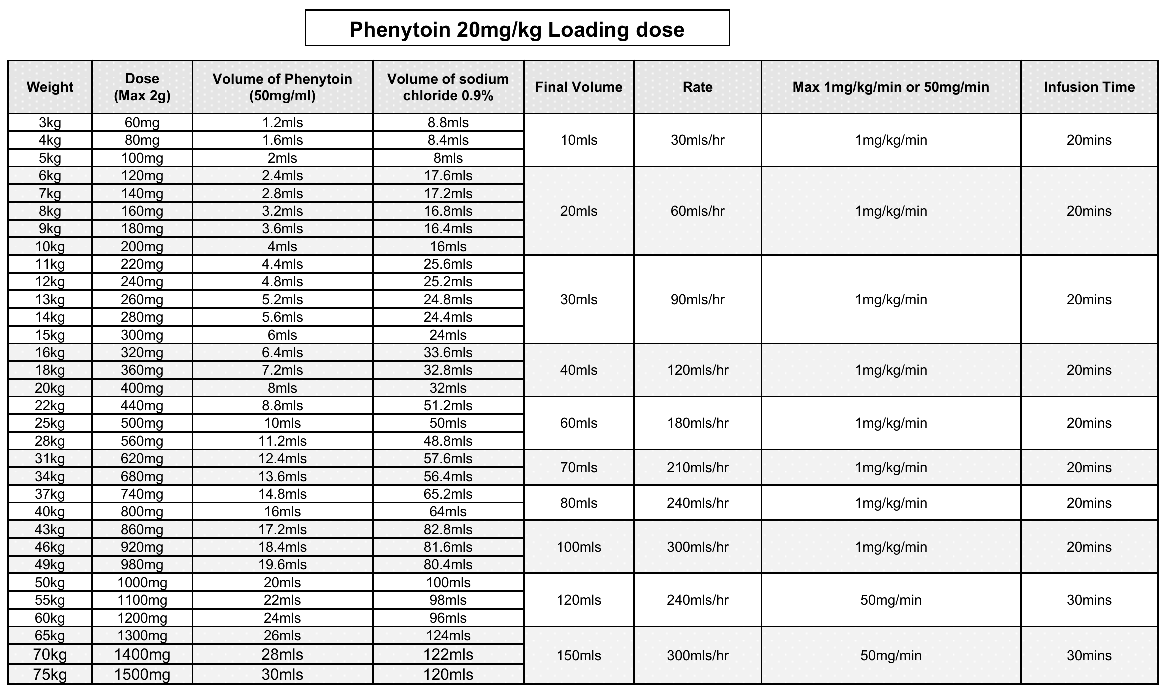 Phenytoin 20mg/kg Loading dose
Weight Dose (Max 2g) Volume of Phenytoin (50mg/ml) Volume of sodium chloride 0.9% Final Volume Rate Max 1mg/kg/min or 50mg/min Infusion Time
3kg 60mg 1.2mls 8.8mls
4kg 80mg 1.6mls 8.4mls 10mls 30mls/hr 1mg/kg/min 20mins
5kg 100mg 2mls 8mls
6kg 120mg 2.4mls 17.6mls
7kg 140mg 2.8mls 17.2mls
8kg 160mg 3.2mls 16.8mls 20mls 60mls/hr 1mg/kg/min 20mins
9kg 180mg 3.6mls 16.4mls
10kg 200mg 4mls 16mls
11kg 220mg 4.4mls 25.6mls
12kg 240mg 4.8mls 25.2mls
13kg 260mg 5.2mls 24.8mls 30mls 90mls/hr 1mg/kg/min 20mins
14kg 280mg 5.6mls 24.4mls
15kg 300mg 6mls 24mls
16kg 320mg 6.4mls 33.6mls
18kg 360mg 7.2mls 32.8mls 40mls 120mls/hr 1mg/kg/min 20mins
20kg 400mg 8mls 32mls
22kg 440mg 8.8mls 51.2mls
25kg 500mg 10mls 50mls 60mls 180mls/hr 1mg/kg/min 20mins
28kg 560mg 11.2mls 48.8mls
31kg 620mg 12.4mls 57.6mls 70mls 210mls/hr 1mg/kg/min 20mins
34kg 680mg 13.6mls 56.4mls
37kg 740mg 14.8mls 65.2mls 80mls 240mls/hr 1mg/kg/min 20mins
40kg 800mg 16mls 64mls
43kg 860mg 17.2mls 82.8mls
46kg 920mg 18.4mls 81.6mls 100mls 300mls/hr 1mg/kg/min 20mins
49kg 980mg 19.6mls 80.4mls
50kg 1000mg 20mls 100mls
55kg 1100mg 22mls 98mls 120mls 240mls/hr 50mg/min 30mins
60kg 1200mg 24mls 96mls
65kg 1300mg 26mls 124mls
70kg 1400mg 28mls 122mls 150mls 300mls/hr 50mg/min 30mins
75kg 1500mg 30mls 120mls